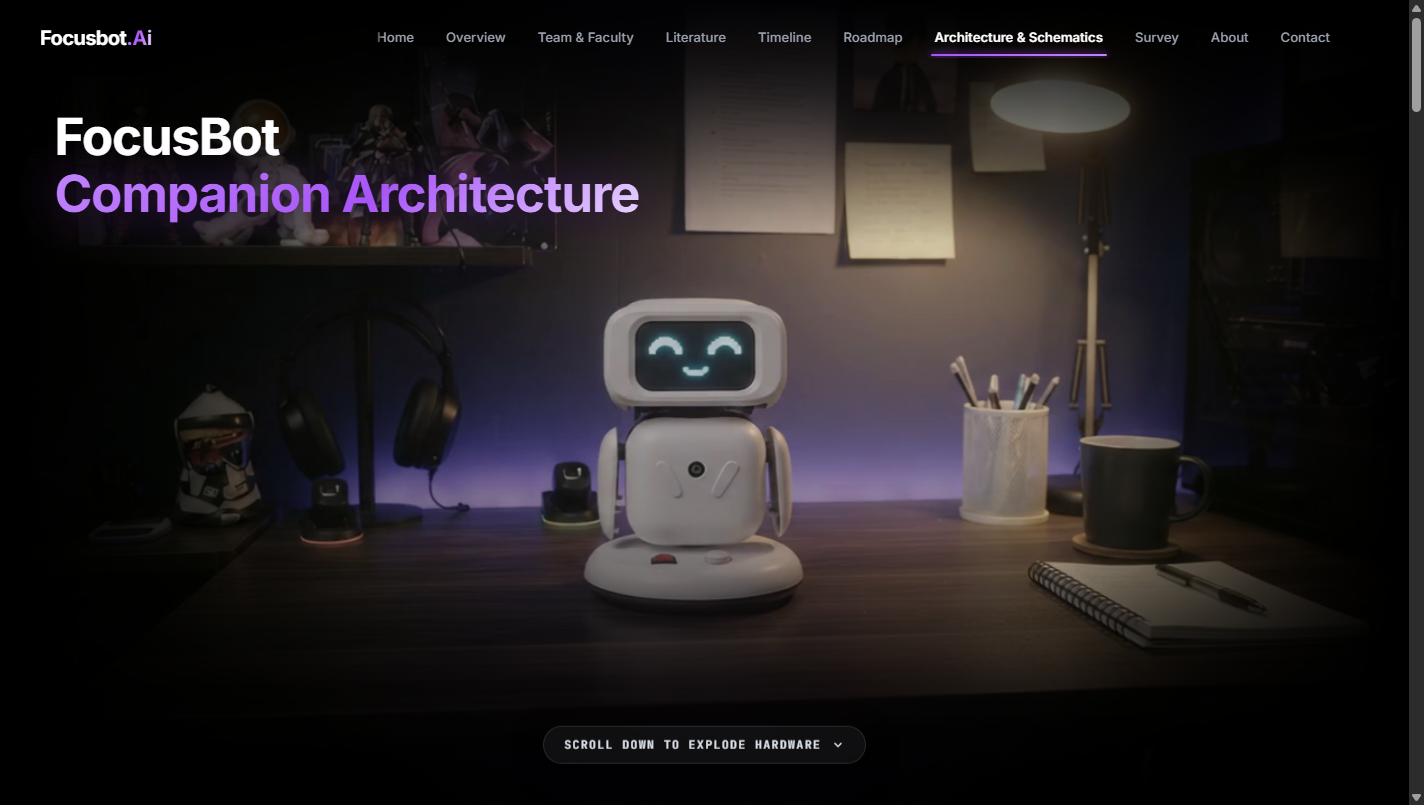 Focusbot.Ai
Home Overview Team & Faculty Literature Timeline Roadmap Architecture & Schematics Survey About Contact
FocusBot
Companion Architecture
SCROLL DOWN TO EXPLODE HARDWARE